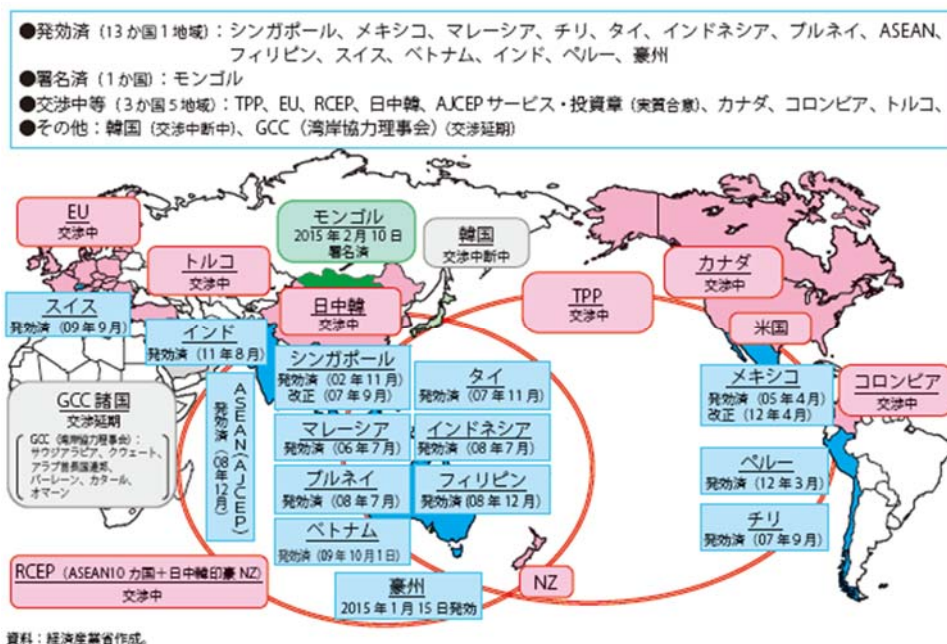 ●発効済（13か国1地域）：シンガポール、メキシコ、マレーシア、チリ、タイ、インドネシア、ブルネイ、ASEAN、
フィリピン、スイス、ベトナム、インド、ペルー、豪州
●署名済（1か国）：モンゴル
●交渉中等（3か国5地域）：TPP、EU、RCEP、日中韓、AJCEPサービス・投資章（実質合意）、カナダ、コロンビア、トルコ、
●その他：韓国（交渉中断中）、GCC（湾岸協力理事会）（交渉延期）
EU
交渉中
モンゴル
2015年2月10日
署名済
韓国
交渉中断中
トルコ
交渉中
カナダ
交渉中
日中韓
交渉中
TPP
交渉中
スイス
発効済（09年9月）
インド
発効済（11年8月）
米国
シンガポール
発効済（02年11月）
改正（07年9月）
タイ
発効済（07年11月）
メキシコ
発効済（05年4月）
改正（12年4月）
コロンビア
交渉中
GCC諸国
交渉延期
GCC（湾岸協力理事会）：
サウジアラビア、クウェート、
アラブ首長国連邦、
バーレーン、カタール、
オマーン
ASEAN（AJCEP）
発効済（08年12月）
マレーシア
発効済（06年7月）
インドネシア
発効済（08年7月）
ブルネイ
発効済（08年7月）
フィリピン
発効済（08年12月）
ペルー
発効済（12年3月）
ベトナム
発効済（09年10月1日）
チリ
発効済（07年9月）
RCEP（ASEAN10カ国＋日中韓印豪NZ）
交渉中
豪州
2015年1月15日発効
NZ
資料：経済産業省作成。